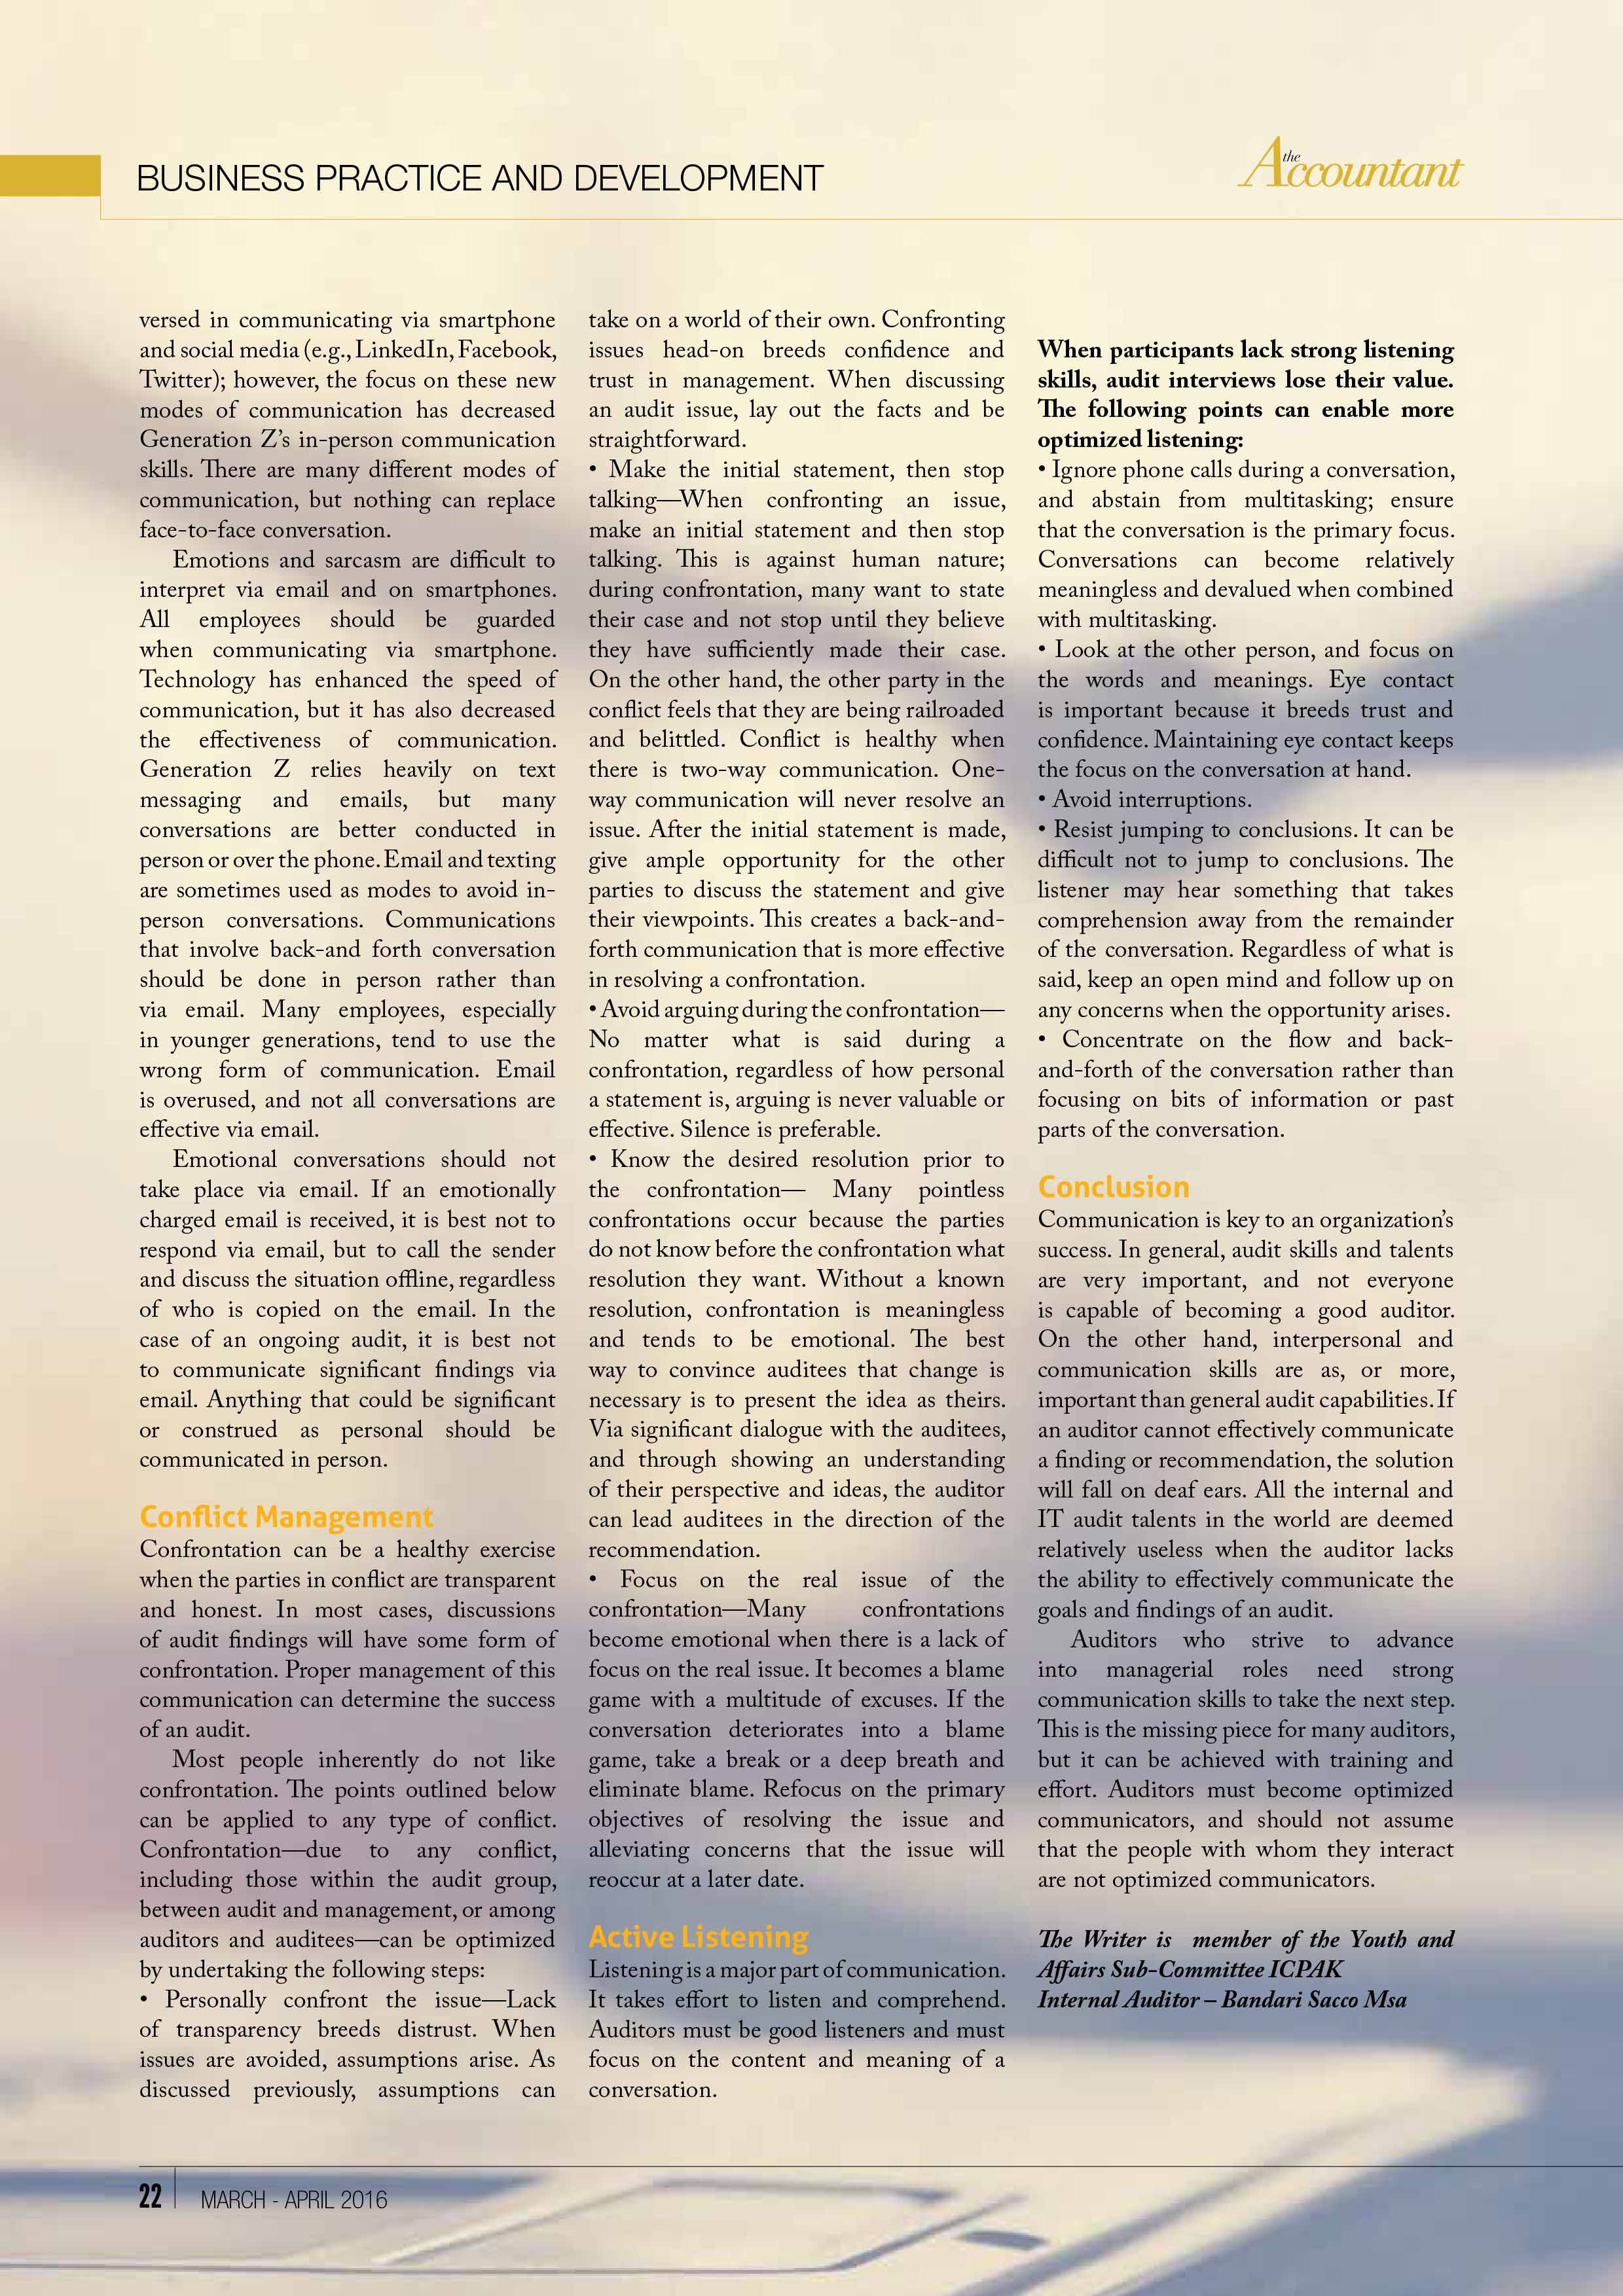 BUSINESS PRACTICE AND DEVELOPMENT
the
Accountant
versed in communicating via smartphone
and social media (e.g., LinkedIn, Facebook,
Twitter); however, the focus on these new
modes of communication has decreased
Generation Z’s in-person communication
skills. There are many different modes of
communication, but nothing can replace
face-to-face conversation.
Emotions and sarcasm are difficult to
interpret via email and on smartphones.
All employees should be guarded
when communicating via smartphone.
Technology has enhanced the speed of
communication, but it has also decreased
the effectiveness of communication.
Generation Z relies heavily on text
messaging and emails, but many
conversations are better conducted in
person or over the phone. Email and texting
are sometimes used as modes to avoid in-
person conversations. Communications
that involve back-and forth conversation
should be done in person rather than
via email. Many employees, especially
in younger generations, tend to use the
wrong form of communication. Email
is overused, and not all conversations are
effective via email.
Emotional conversations should not
take place via email. If an emotionally
charged email is received, it is best not to
respond via email, but to call the sender
and discuss the situation offline, regardless
of who is copied on the email. In the
case of an ongoing audit, it is best not
to communicate significant findings via
email. Anything that could be significant
or construed as personal should be
communicated in person.
Conflict Management
Confrontation can be a healthy exercise
when the parties in conflict are transparent
and honest. In most cases, discussions
of audit findings will have some form of
confrontation. Proper management of this
communication can determine the success
of an audit.
Most people inherently do not like
confrontation. The points outlined below
can be applied to any type of conflict.
Confrontation—due to any conflict,
including those within the audit group,
between audit and management, or among
auditors and auditees—can be optimized
by undertaking the following steps:
• Personally confront the issue—Lack
of transparency breeds distrust. When
issues are avoided, assumptions arise. As
discussed previously, assumptions can
take on a world of their own. Confronting
issues head-on breeds confidence and
trust in management. When discussing
an audit issue, lay out the facts and be
straightforward.
• Make the initial statement, then stop
talking—When confronting an issue,
make an initial statement and then stop
talking. This is against human nature;
during confrontation, many want to state
their case and not stop until they believe
they have sufficiently made their case.
On the other hand, the other party in the
conflict feels that they are being railroaded
and belittled. Conflict is healthy when
there is two-way communication. One-
way communication will never resolve an
issue. After the initial statement is made,
give ample opportunity for the other
parties to discuss the statement and give
their viewpoints. This creates a back-and-
forth communication that is more effective
in resolving a confrontation.
• Avoid arguing during the confrontation—
No matter what is said during a
confrontation, regardless of how personal
a statement is, arguing is never valuable or
effective. Silence is preferable.
• Know the desired resolution prior to
the confrontation— Many pointless
confrontations occur because the parties
do not know before the confrontation what
resolution they want. Without a known
resolution, confrontation is meaningless
and tends to be emotional. The best
way to convince auditees that change is
necessary is to present the idea as theirs.
Via significant dialogue with the auditees,
and through showing an understanding
of their perspective and ideas, the auditor
can lead auditees in the direction of the
recommendation.
• Focus on the real issue of the
confrontation—Many confrontations
become emotional when there is a lack of
focus on the real issue. It becomes a blame
game with a multitude of excuses. If the
conversation deteriorates into a blame
game, take a break or a deep breath and
eliminate blame. Refocus on the primary
objectives of resolving the issue and
alleviating concerns that the issue will
reoccur at a later date.
Active Listening
Listening is a major part of communication.
It takes effort to listen and comprehend.
Auditors must be good listeners and must
focus on the content and meaning of a
conversation.
When participants lack strong listening
skills, audit interviews lose their value.
The following points can enable more
optimized listening:
• Ignore phone calls during a conversation,
and abstain from multitasking; ensure
that the conversation is the primary focus.
Conversations can become relatively
meaningless and devalued when combined
with multitasking.
• Look at the other person, and focus on
the words and meanings. Eye contact
is important because it breeds trust and
confidence. Maintaining eye contact keeps
the focus on the conversation at hand.
• Avoid interruptions.
• Resist jumping to conclusions. It can be
difficult not to jump to conclusions. The
listener may hear something that takes
comprehension away from the remainder
of the conversation. Regardless of what is
said, keep an open mind and follow up on
any concerns when the opportunity arises.
• Concentrate on the flow and back-
and-forth of the conversation rather than
focusing on bits of information or past
parts of the conversation.
Conclusion
Communication is key to an organization’s
success. In general, audit skills and talents
are very important, and not everyone
is capable of becoming a good auditor.
On the other hand, interpersonal and
communication skills are as, or more,
important than general audit capabilities. If
an auditor cannot effectively communicate
a finding or recommendation, the solution
will fall on deaf ears. All the internal and
IT audit talents in the world are deemed
relatively useless when the auditor lacks
the ability to effectively communicate the
goals and findings of an audit.
Auditors who strive to advance
into managerial roles need strong
communication skills to take the next step.
This is the missing piece for many auditors,
but it can be achieved with training and
effort. Auditors must become optimized
communicators, and should not assume
that the people with whom they interact
are not optimized communicators.
The Writer is member of the Youth and
Affairs Sub-Committee ICPAK
Internal Auditor – Bandari Sacco Msa
22 MARCH - APRIL 2016